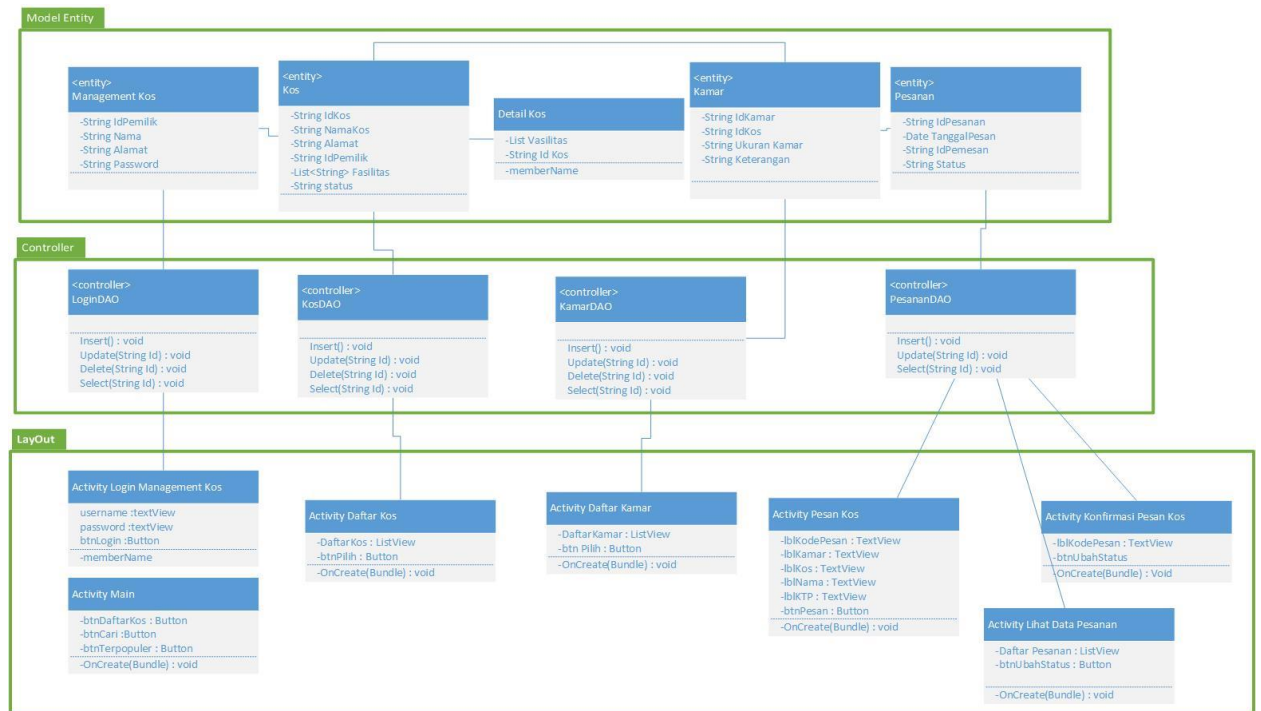 Model Entity
<entity>
Management Kos
-String IdPemilik
-String Nama
-String Alamat
-String Password
<entity>
Kos
-String IdKos
-String NamaKos
-String Alamat
-String IdPemilik
-List<String> Fasilitas
-String status
Detail Kos
-List Vasilitas
-String Id Kos
-memberName
<entity>
Kamar
-String IdKamar
-String IdKos
-String Ukuran Kamar
-String Keterangan
<entity>
Pesanan
-String IdPesanan
-Date TanggalPesan
-String IdPemesan
-String Status
Controller
<controller>
LoginDAO
Insert() : void
Update(String Id) : void
Delete(String Id) : void
Select(String Id) : void
<controller>
KosDAO
Insert() : void
Update(String Id) : void
Delete(String Id) : void
Select(String Id) : void
<controller>
KamarDAO
Insert() : void
Update(String Id) : void
Delete(String Id) : void
Select(String Id) : void
<controller>
PesananDAO
Insert() : void
Update(String Id) : void
Select(String Id) : void
LayOut
Activity Login Management Kos
username :textView
password :textView
btnLogin :Button
-memberName
Activity Main
-btnDaftarKos : Button
-btnCari :Button
-btnTerpopuler : Button
-OnCreate(Bundle) : void
Activity Daftar Kos
-DaftarKos : ListView
-btnPilih : Button
-OnCreate(Bundle) : void
Activity Daftar Kamar
-DaftarKamar : ListView
-btn Pilih : Button
-OnCreate(Bundle) : void
Activity Pesan Kos
-lblKodePesan : TextView
-lblKamar : TextView
-lblKos : TextView
-lblNama : TextView
-lblKTP : TextView
-btnPesan : Button
-OnCreate(Bundle) : void
Activity Konfirmasi Pesan Kos
-lblKodePesan : TextView
-btnUbahStatus
-OnCreate(Bundle) : Void
Activity Lihat Data Pesanan
-Daftar Pesanan : ListView
-btnUbahStatus : Button
-OnCreate(Bundle) : void